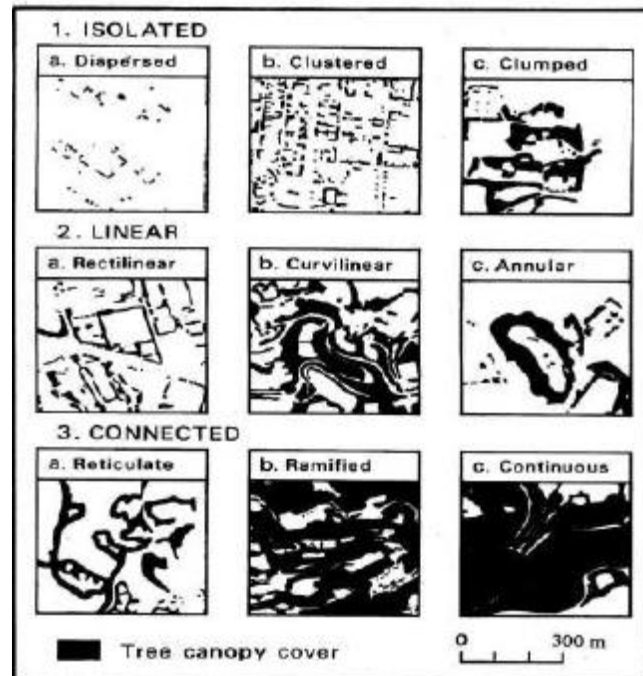 1. ISOLATED
a. Dispersed
b. Clustered
c. Clumped
2. LINEAR
a. Rectilinear
b. Curvilinear
c. Annular
3. CONNECTED
a. Reticulate
b. Ramified
c. Continuous
Tree canopy cover
0 300 m